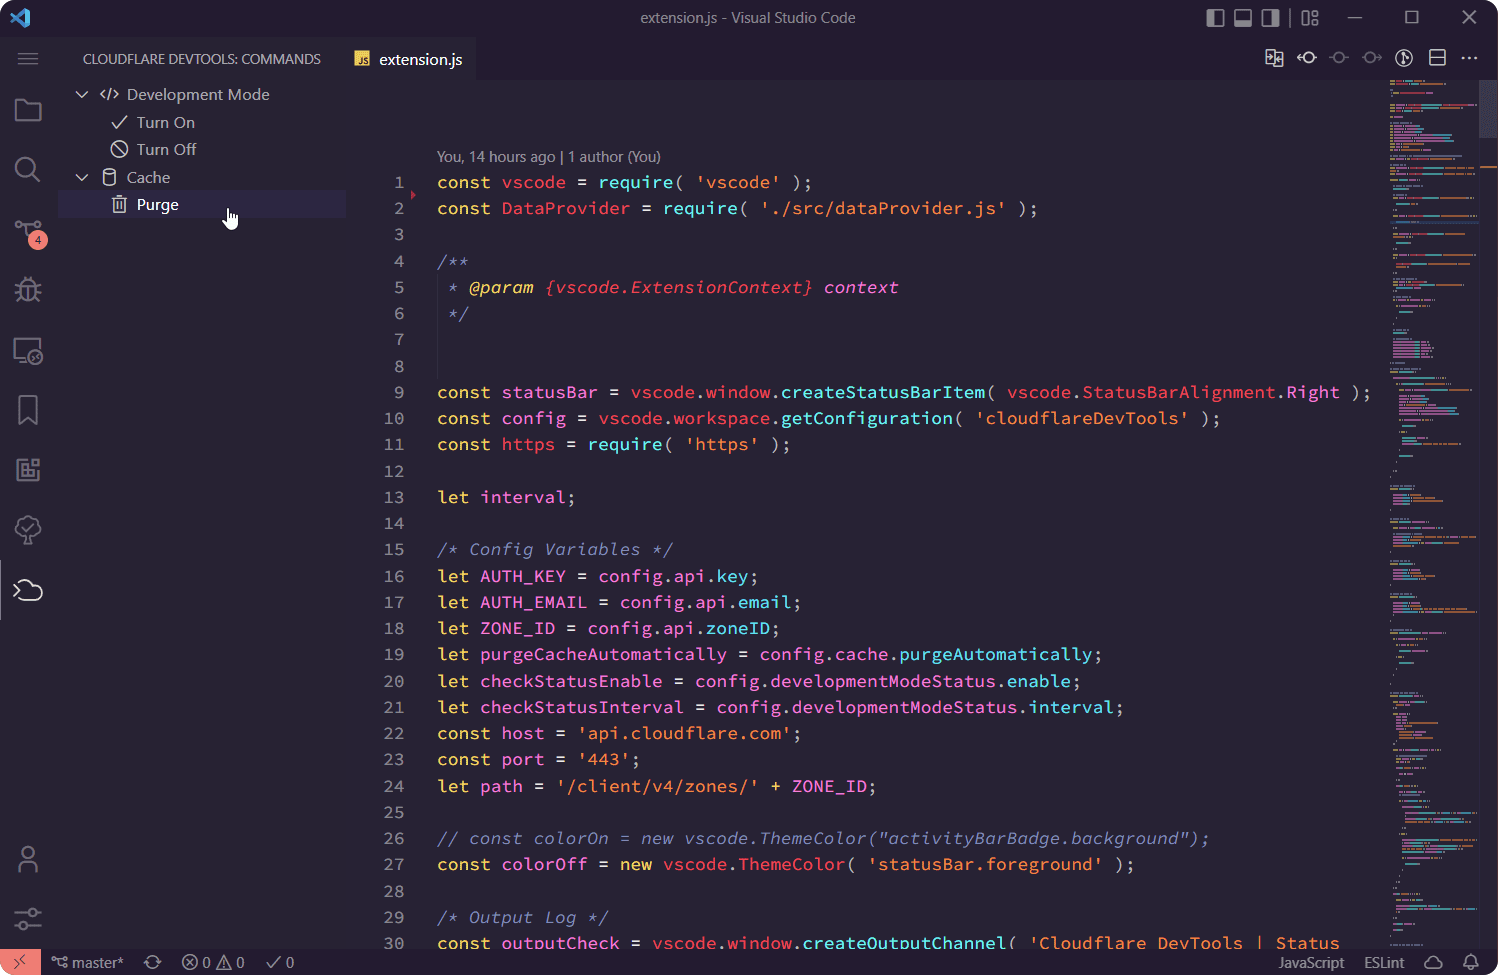 extension.js - Visual Studio Code
CLOUDFLARE DEVTOOLS: COMMANDS
Development Mode
Turn On
Turn Off
Cache
Purge
4
JS extension.js
You, 14 hours ago | 1 author (You)
1 const vscode = require( 'vscode' );
2 const DataProvider = require( './src/dataProvider.js' );
3
4 /**
5 * @param {vscode.ExtensionContext} context
6 */
7
8
9 const statusBar = vscode.window.createStatusBarItem( vscode.StatusBarAlignment.Right );
10 const config = vscode.workspace.getConfiguration( 'cloudflareDevTools' );
11 const https = require( 'https' );
12
13 let interval;
14
15 /* Config Variables */
16 let AUTH_KEY = config.api.key;
17 let AUTH_EMAIL = config.api.email;
18 let ZONE_ID = config.api.zoneID;
19 let purgeCacheAutomatically = config.cache.purgeAutomatically;
20 let checkStatusEnable = config.developmentModeStatus.enable;
21 let checkStatusInterval = config.developmentModeStatus.interval;
22 const host = 'api.cloudflare.com';
23 const port = '443';
24 let path = '/client/v4/zones/' + ZONE_ID;
25
26 // const colorOn = new vscode.ThemeColor("activityBarBadge.background");
27 const colorOff = new vscode.ThemeColor( 'statusBar.foreground' );
28
29 /* Output Log */
30 const outputCheck = vscode.window.createOutputChannel( 'Cloudflare DevTools | Status
master* 0 0 0
JavaScript ESLint